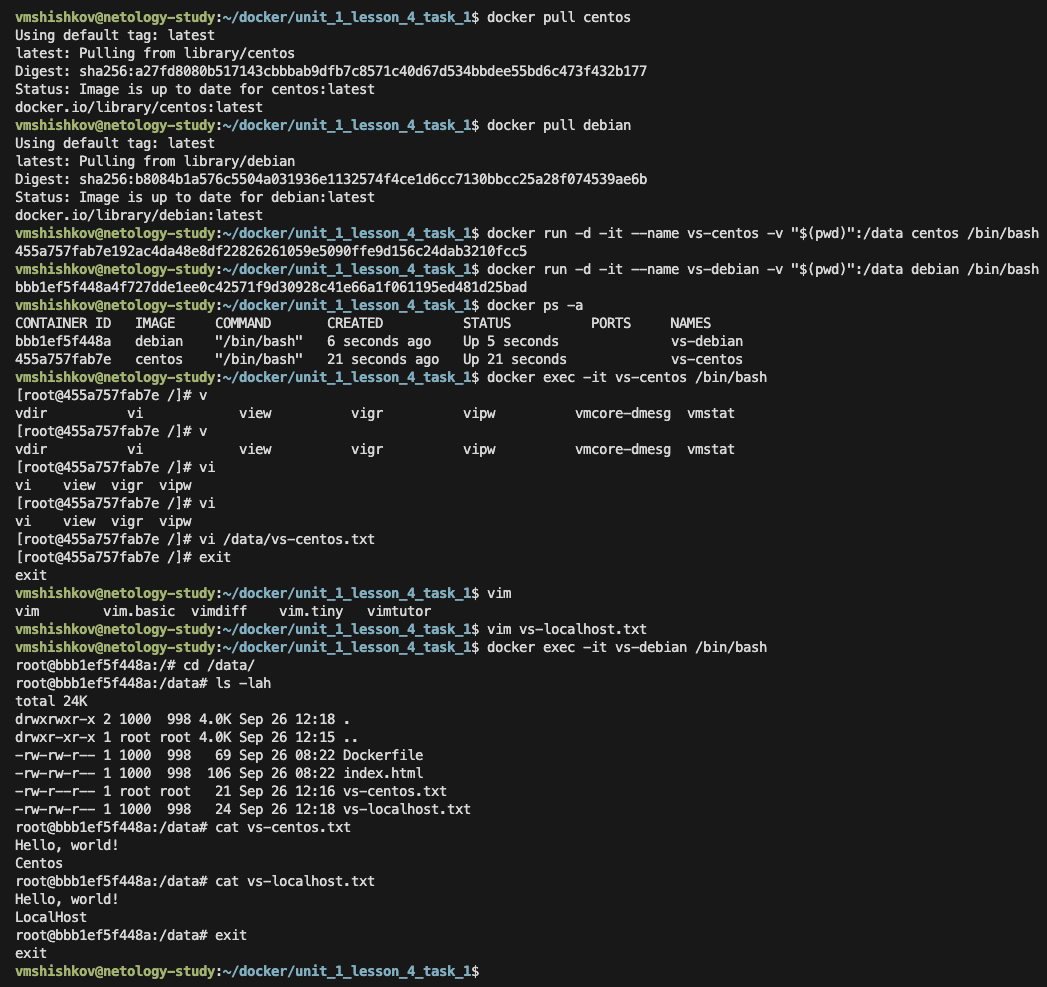 vmshishkov@netology-study:~/docker/unit_1_lesson_4_task_1$ docker pull centos
Using default tag: latest
latest: Pulling from library/centos
Digest: sha256:a27fd8080b517143cbbbab9dfb7c8571c40d67d534bbdee55bd6c473f432b177
Status: Image is up to date for centos:latest
docker.io/library/centos:latest
vmshishkov@netology-study:~/docker/unit_1_lesson_4_task_1$ docker pull debian
Using default tag: latest
latest: Pulling from library/debian
Digest: sha256:b8084b1a576c5504a031936e1132574f4ce1d6cc7130bbcc25a28f074539ae6b
Status: Image is up to date for debian:latest
docker.io/library/debian:latest
vmshishkov@netology-study:~/docker/unit_1_lesson_4_task_1$ docker run -d -it --name vs-centos -v "$(pwd)":/data centos /bin/bash
455a757fab7e192ac4da48e8df22826261059e5090ffe9d156c24dab3210fcc5
vmshishkov@netology-study:~/docker/unit_1_lesson_4_task_1$ docker run -d -it --name vs-debian -v "$(pwd)":/data debian /bin/bash
bbb1ef5f448a4f727dde1ee0c42571f9d30928c41e66a1f061195ed481d25bad
vmshishkov@netology-study:~/docker/unit_1_lesson_4_task_1$ docker ps -a
CONTAINER ID   IMAGE     COMMAND       CREATED          STATUS          PORTS     NAMES
bbb1ef5f448a   debian    "/bin/bash"   6 seconds ago    Up 5 seconds              vs-debian
455a757fab7e   centos    "/bin/bash"   21 seconds ago   Up 21 seconds             vs-centos
vmshishkov@netology-study:~/docker/unit_1_lesson_4_task_1$ docker exec -it vs-centos /bin/bash
[root@455a757fab7e /]# v
vdir          vi            view          vigr          vipw          vmcore-dmesg  vmstat
[root@455a757fab7e /]# v
vdir          vi            view          vigr          vipw          vmcore-dmesg  vmstat
[root@455a757fab7e /]# vi
vi    view  vigr  vipw
[root@455a757fab7e /]# vi
vi    view  vigr  vipw
[root@455a757fab7e /]# vi /data/vs-centos.txt
[root@455a757fab7e /]# exit
exit
vmshishkov@netology-study:~/docker/unit_1_lesson_4_task_1$ vim
vim        vim.basic  vimdiff    vim.tiny   vimtutor
vmshishkov@netology-study:~/docker/unit_1_lesson_4_task_1$ vim vs-localhost.txt
vmshishkov@netology-study:~/docker/unit_1_lesson_4_task_1$ docker exec -it vs-debian /bin/bash
root@bbb1ef5f448a:/# cd /data/
root@bbb1ef5f448a:/data# ls -lah
total 24K
drwxrwxr-x 2 1000  998 4.0K Sep 26 12:18 .
drwxr-xr-x 1 root root 4.0K Sep 26 12:15 ..
-rw-rw-r-- 1 1000  998   69 Sep 26 08:22 Dockerfile
-rw-rw-r-- 1 1000  998  106 Sep 26 08:22 index.html
-rw-r--r-- 1 root root   21 Sep 26 12:16 vs-centos.txt
-rw-rw-r-- 1 1000  998   24 Sep 26 12:18 vs-localhost.txt
root@bbb1ef5f448a:/data# cat vs-centos.txt
Hello, world!
Centos
root@bbb1ef5f448a:/data# cat vs-localhost.txt
Hello, world!
LocalHost
root@bbb1ef5f448a:/data# exit
exit
vmshishkov@netology-study:~/docker/unit_1_lesson_4_task_1$